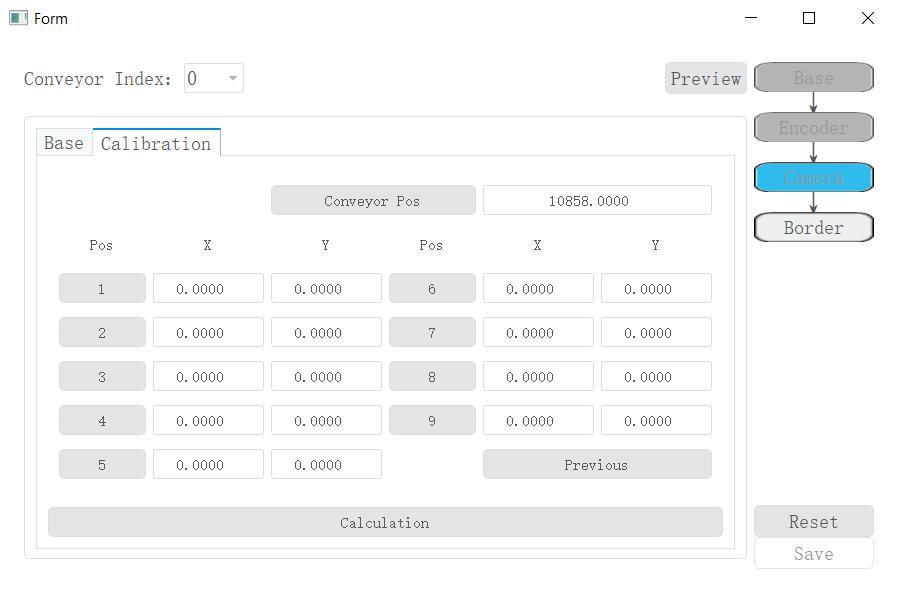 Form
Conveyor Index: 0
Preview
Base
Encoder
Camera
Border
Base Calibration
Conveyor Pos 10858.0000
Pos X Y Pos X Y
1 0.0000 0.0000 6 0.0000 0.0000
2 0.0000 0.0000 7 0.0000 0.0000
3 0.0000 0.0000 8 0.0000 0.0000
4 0.0000 0.0000 9 0.0000 0.0000
5 0.0000 0.0000 Previous
Calculation
Reset
Save